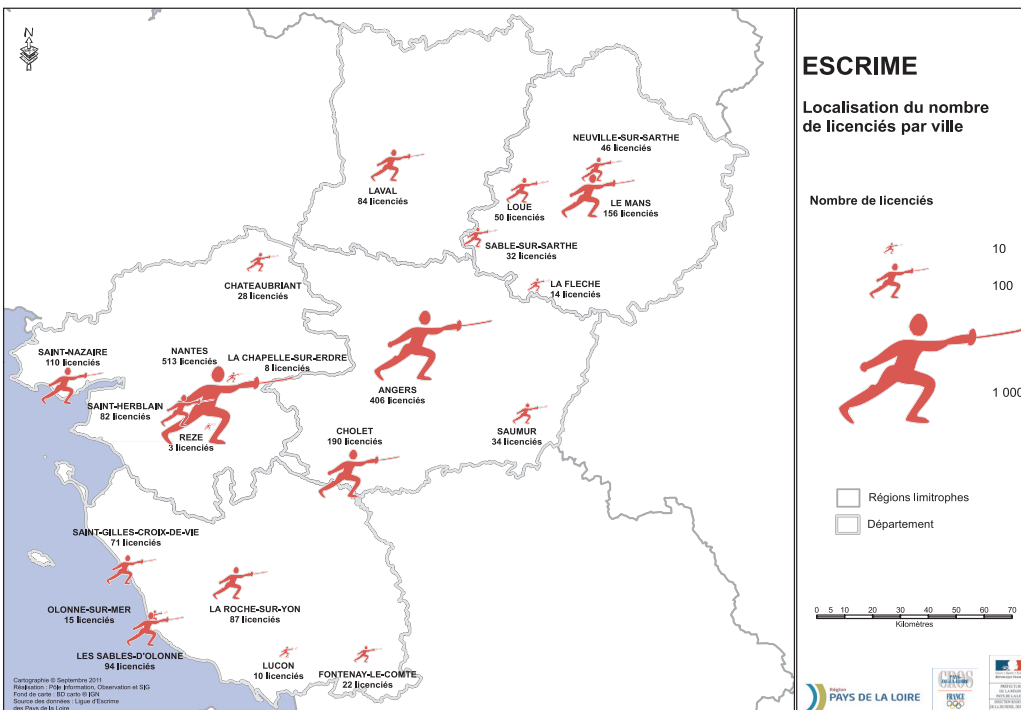 N
NEUVILLE-SUR-SARTHE
46 licenciés
LAVAL
84 licenciés
LOUE
50 licenciés
LE MANS
156 licenciés
SABLE-SUR-SARTHE
32 licenciés
CHATEAUBRIANT
28 licenciés
LA FLECHE
14 licenciés
SAINT-NAZAIRE
110 licenciés
NANTES
513 licenciés
LA CHAPELLE-SUR-ERDRE
8 licenciés
ANGERS
406 licenciés
SAINT-HERBLAIN
82 licenciés
REZE
3 licenciés
CHOLET
190 licenciés
SAUMUR
34 licenciés
SAINT-GILLES-CROIX-DE-VIE
71 licenciés
OLONNE-SUR-MER
15 licenciés
LA ROCHE-SUR-YON
87 licenciés
LES SABLES-D'OLONNE
94 licenciés
LUCON
10 licenciés
FONTENAY-LE-COMTE
22 licenciés
Cartographie © Septembre 2011
Réalisation : Pôle Information, Observation et SIG
Fond de carte : BD carto ® IGN
Source des données : Ligue d'Escrime
des Pays de la Loire
ESCRIME
Localisation du nombre
de licenciés par ville
Nombre de licenciés
10
100
1 000
Régions limitrophes
Département
0 5 10 20 30 40 50 60 70
Kilomètres
Région
PAYS DE LA LOIRE
CROS
FRANCE